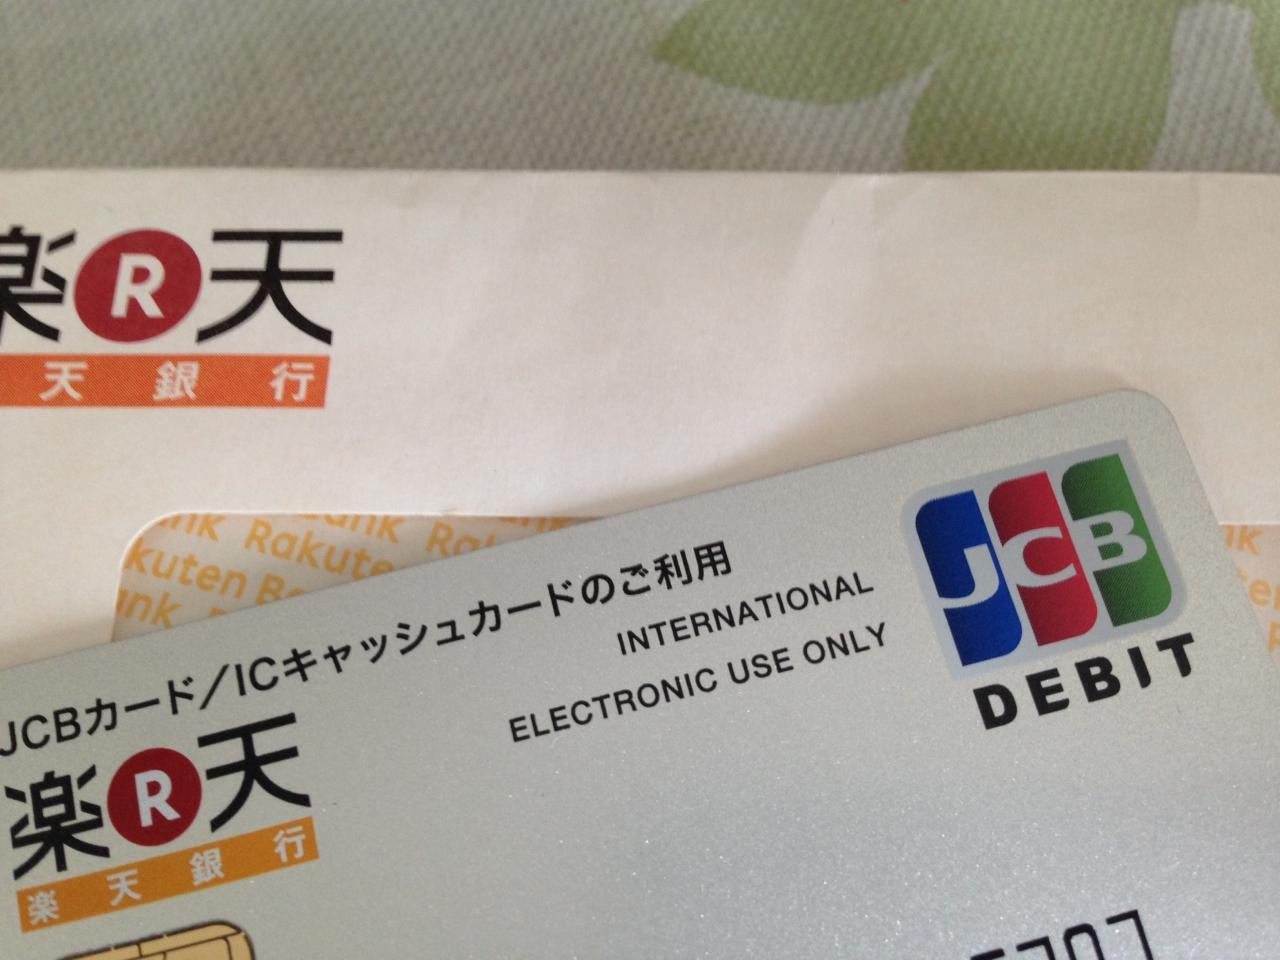 楽R天
天銀行
Bank
Rakuten
kuten
JCBカード/ICキャッシュカードのご利用
INTERNATIONAL
ELECTRONIC USE ONLY
JCB
DEBIT
楽R天
楽天銀行